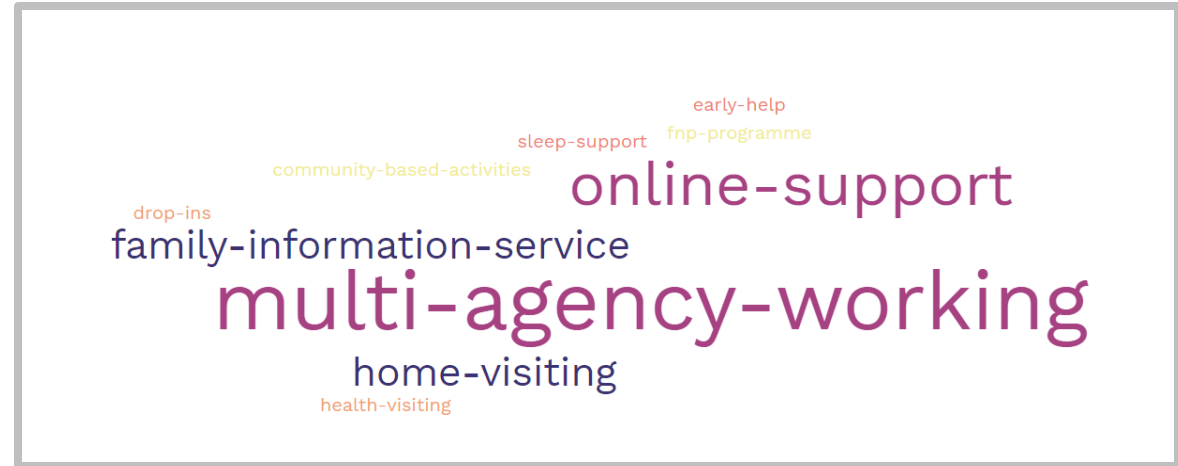 early-help
fnp-programme
sleep-support
community-based-activities
online-support
drop-ins
family-information-service
multi-agency-working
home-visiting
health-visiting